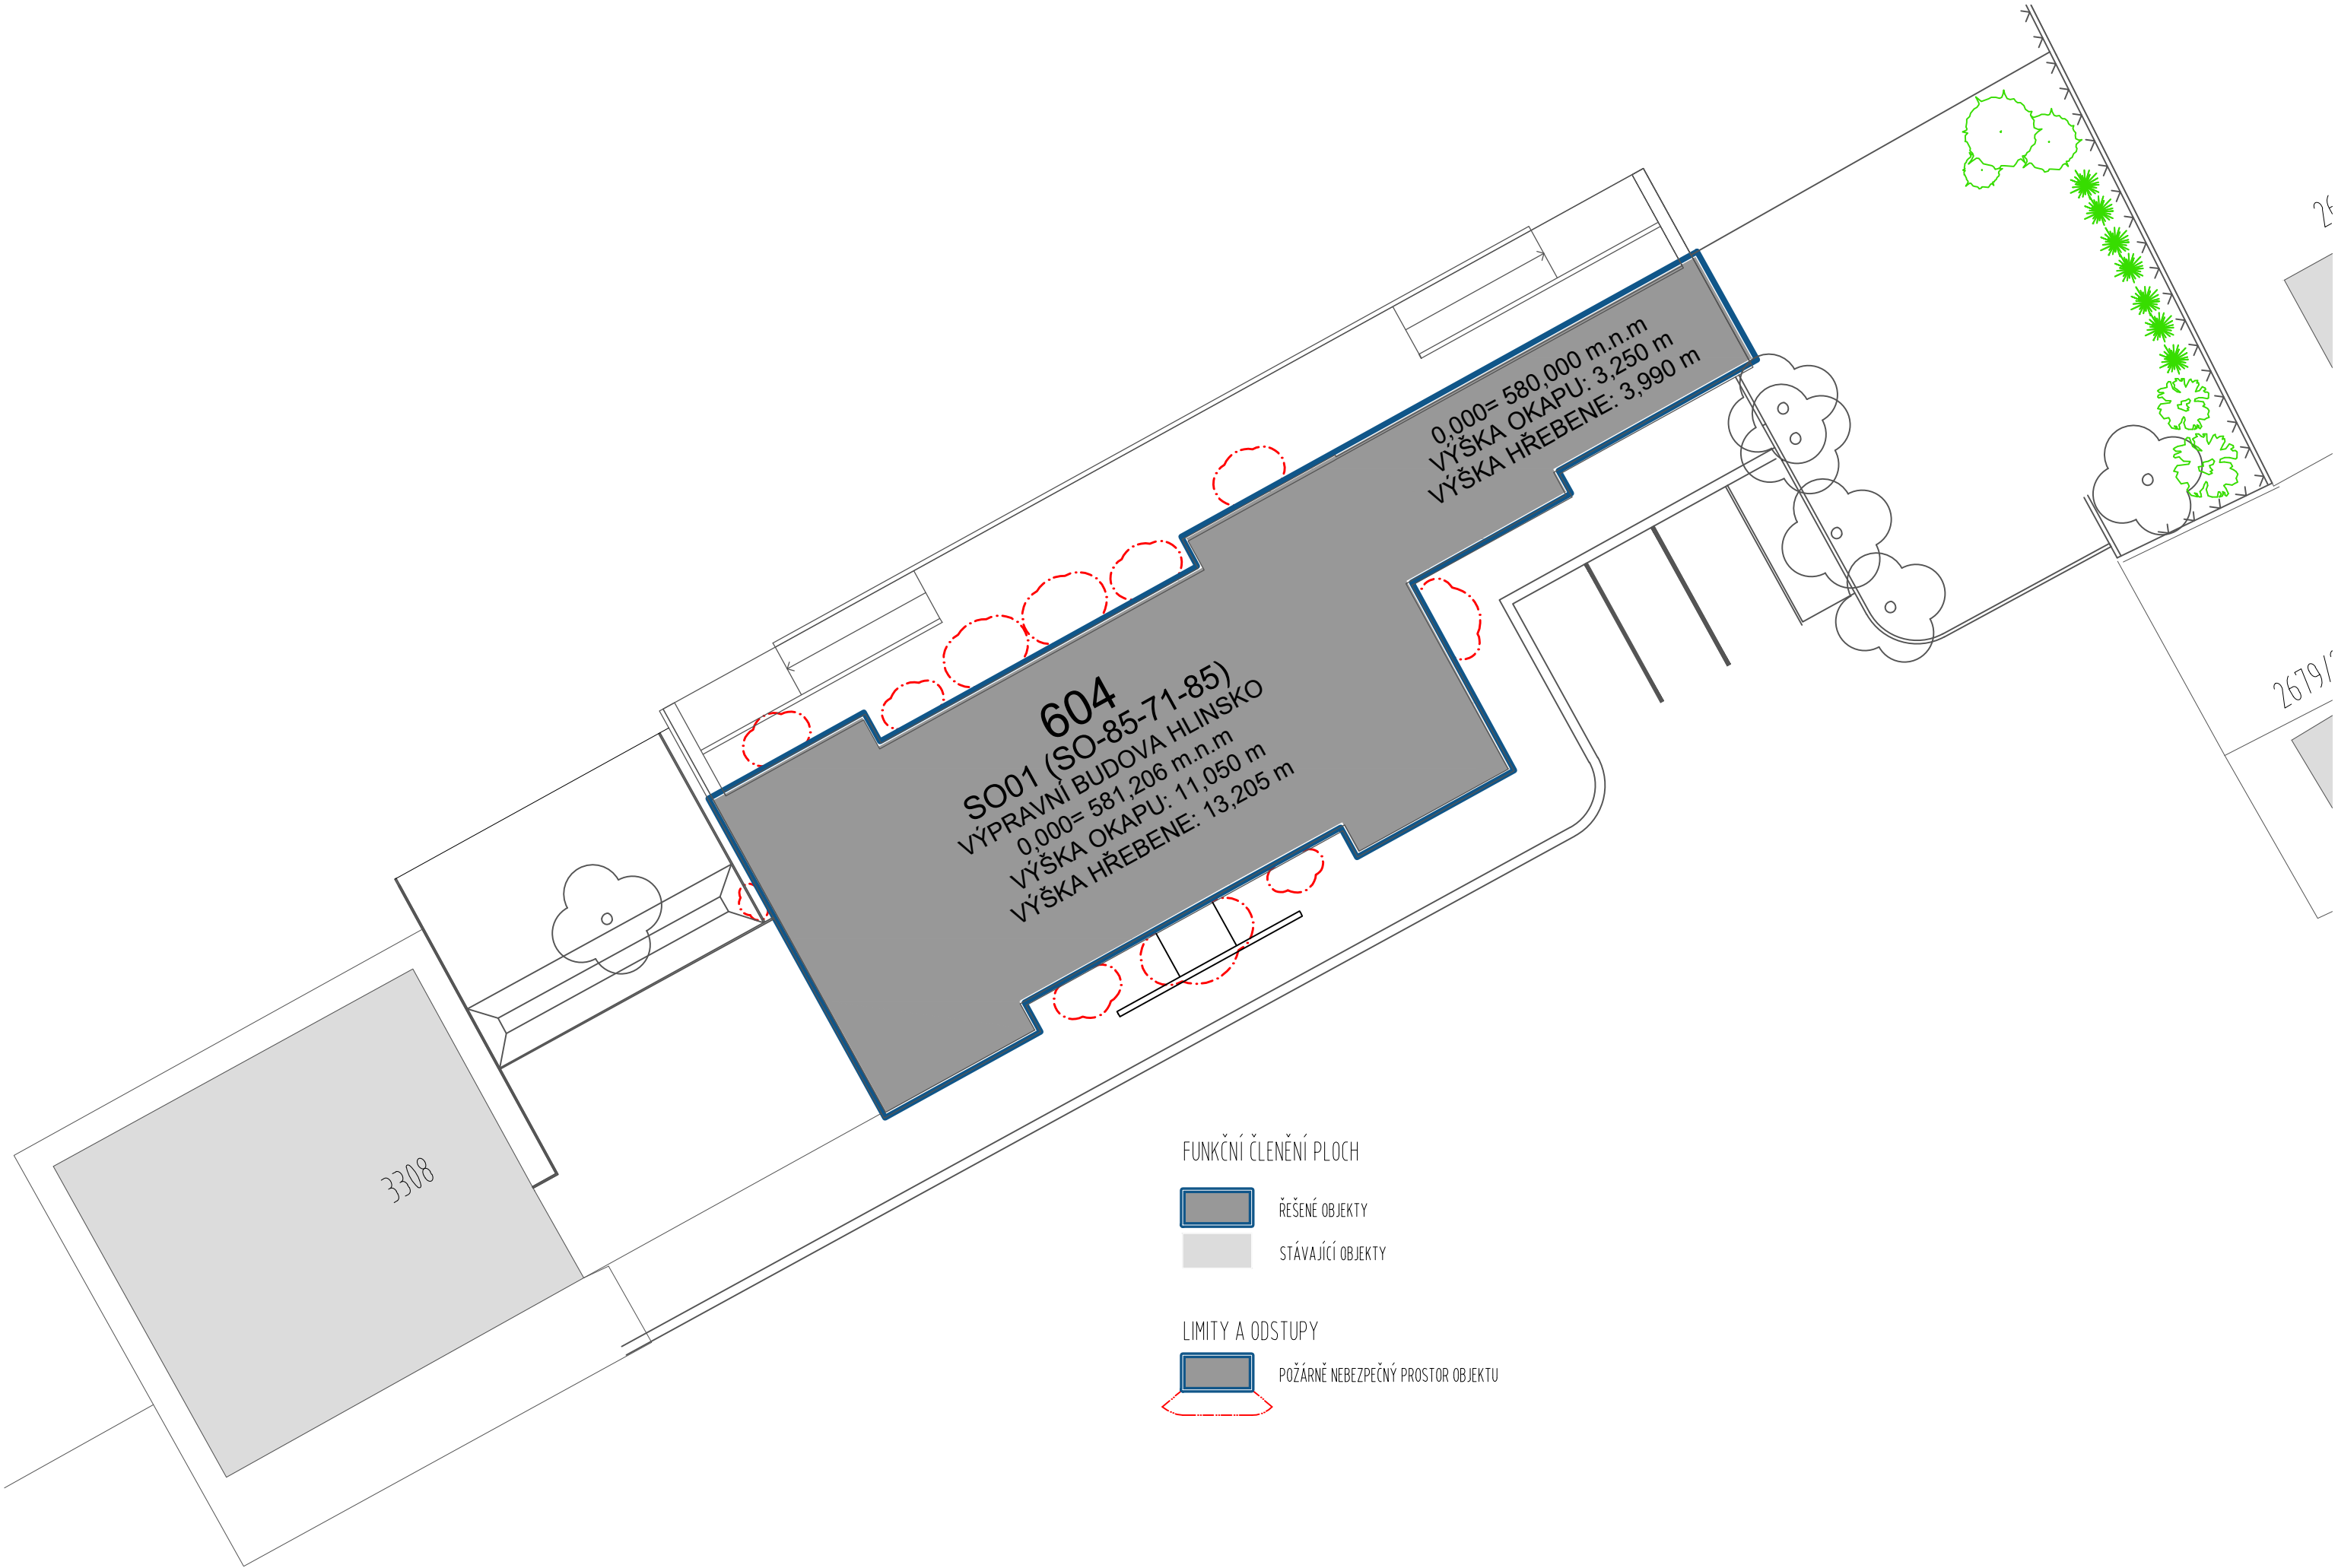 0,000= 580,000 m.n.m
VÝŠKA OKAPU: 3,250 m
VÝŠKA HŘEBENE: 3,990 m
604
SO01 (SO-85-71-85)
VÝPRAVNÍ BUDOVA HLINSKO
0,000= 581,206 m.n.m
VÝŠKA OKAPU: 11,050 m
VÝŠKA HŘEBENE: 13,205 m
3308
FUNKČNÍ ČLENĚNÍ PLOCH
ŘEŠENÉ OBJEKTY
STÁVAJÍCÍ OBJEKTY
LIMITY A ODSTUPY
POŽÁRNĚ NEBEZPEČNÝ PROSTOR OBJEKTU